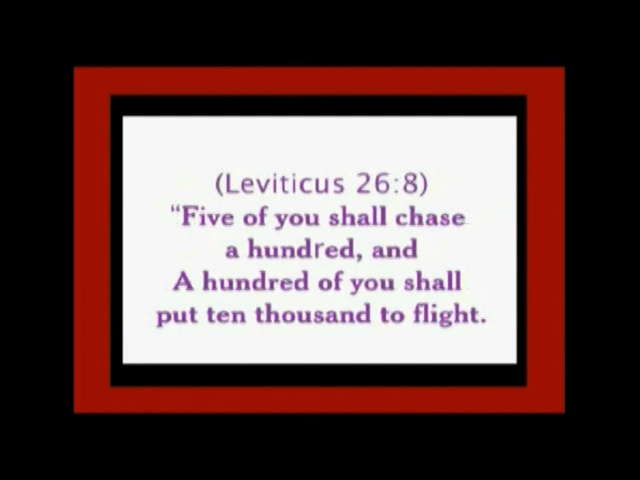 (Leviticus 26:8)
“Five of you shall chase
a hundred, and
A hundred of you shall
put ten thousand to flight.